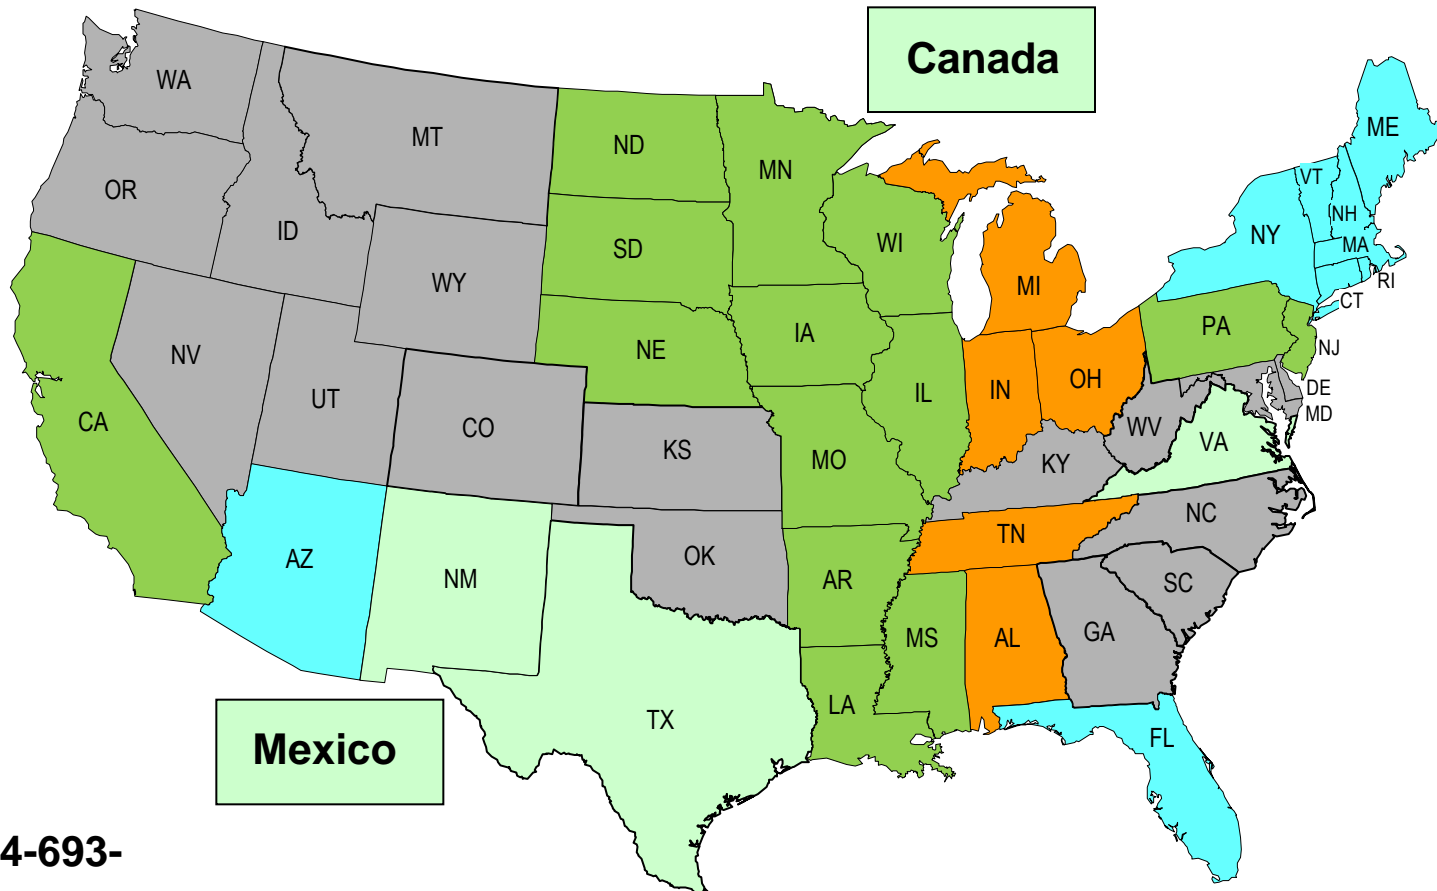 Canada
WA
MT
ND
MN
ME
OR
ID
VT
NH
NY
WI
SD
MA
WY
MI
RI
CT
IA
PA
NE
NV
NJ
UT
IN
OH
IL
DE
CA
CO
MD
WV
KS
VA
MO
KY
NC
TN
AZ
OK
NM
AR
SC
MS
AL
GA
LA
TX
FL
Mexico
4-693-